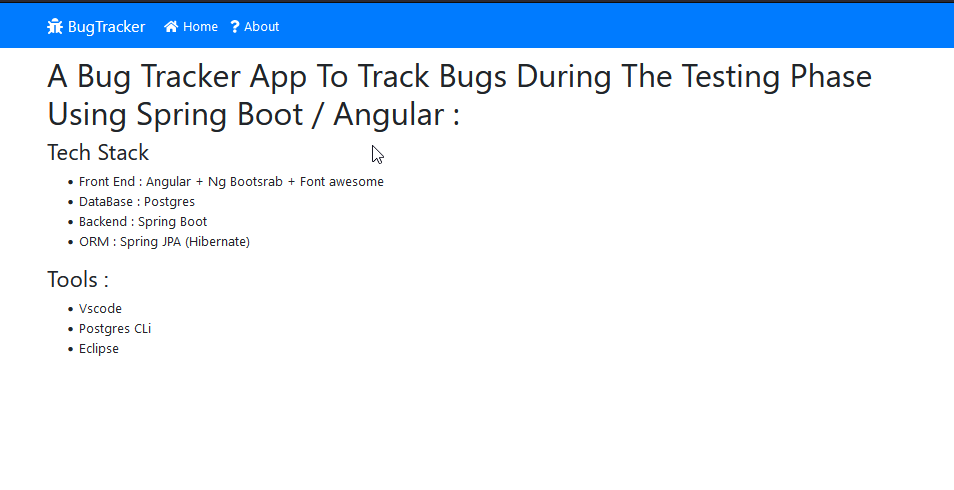 BugTracker Home About
A Bug Tracker App To Track Bugs During The Testing Phase
Using Spring Boot / Angular :
Tech Stack
Front End : Angular + Ng Bootsrab + Font awesome
DataBase : Postgres
Backend : Spring Boot
ORM : Spring JPA (Hibernate)
Tools :
Vscode
Postgres CLi
Eclipse